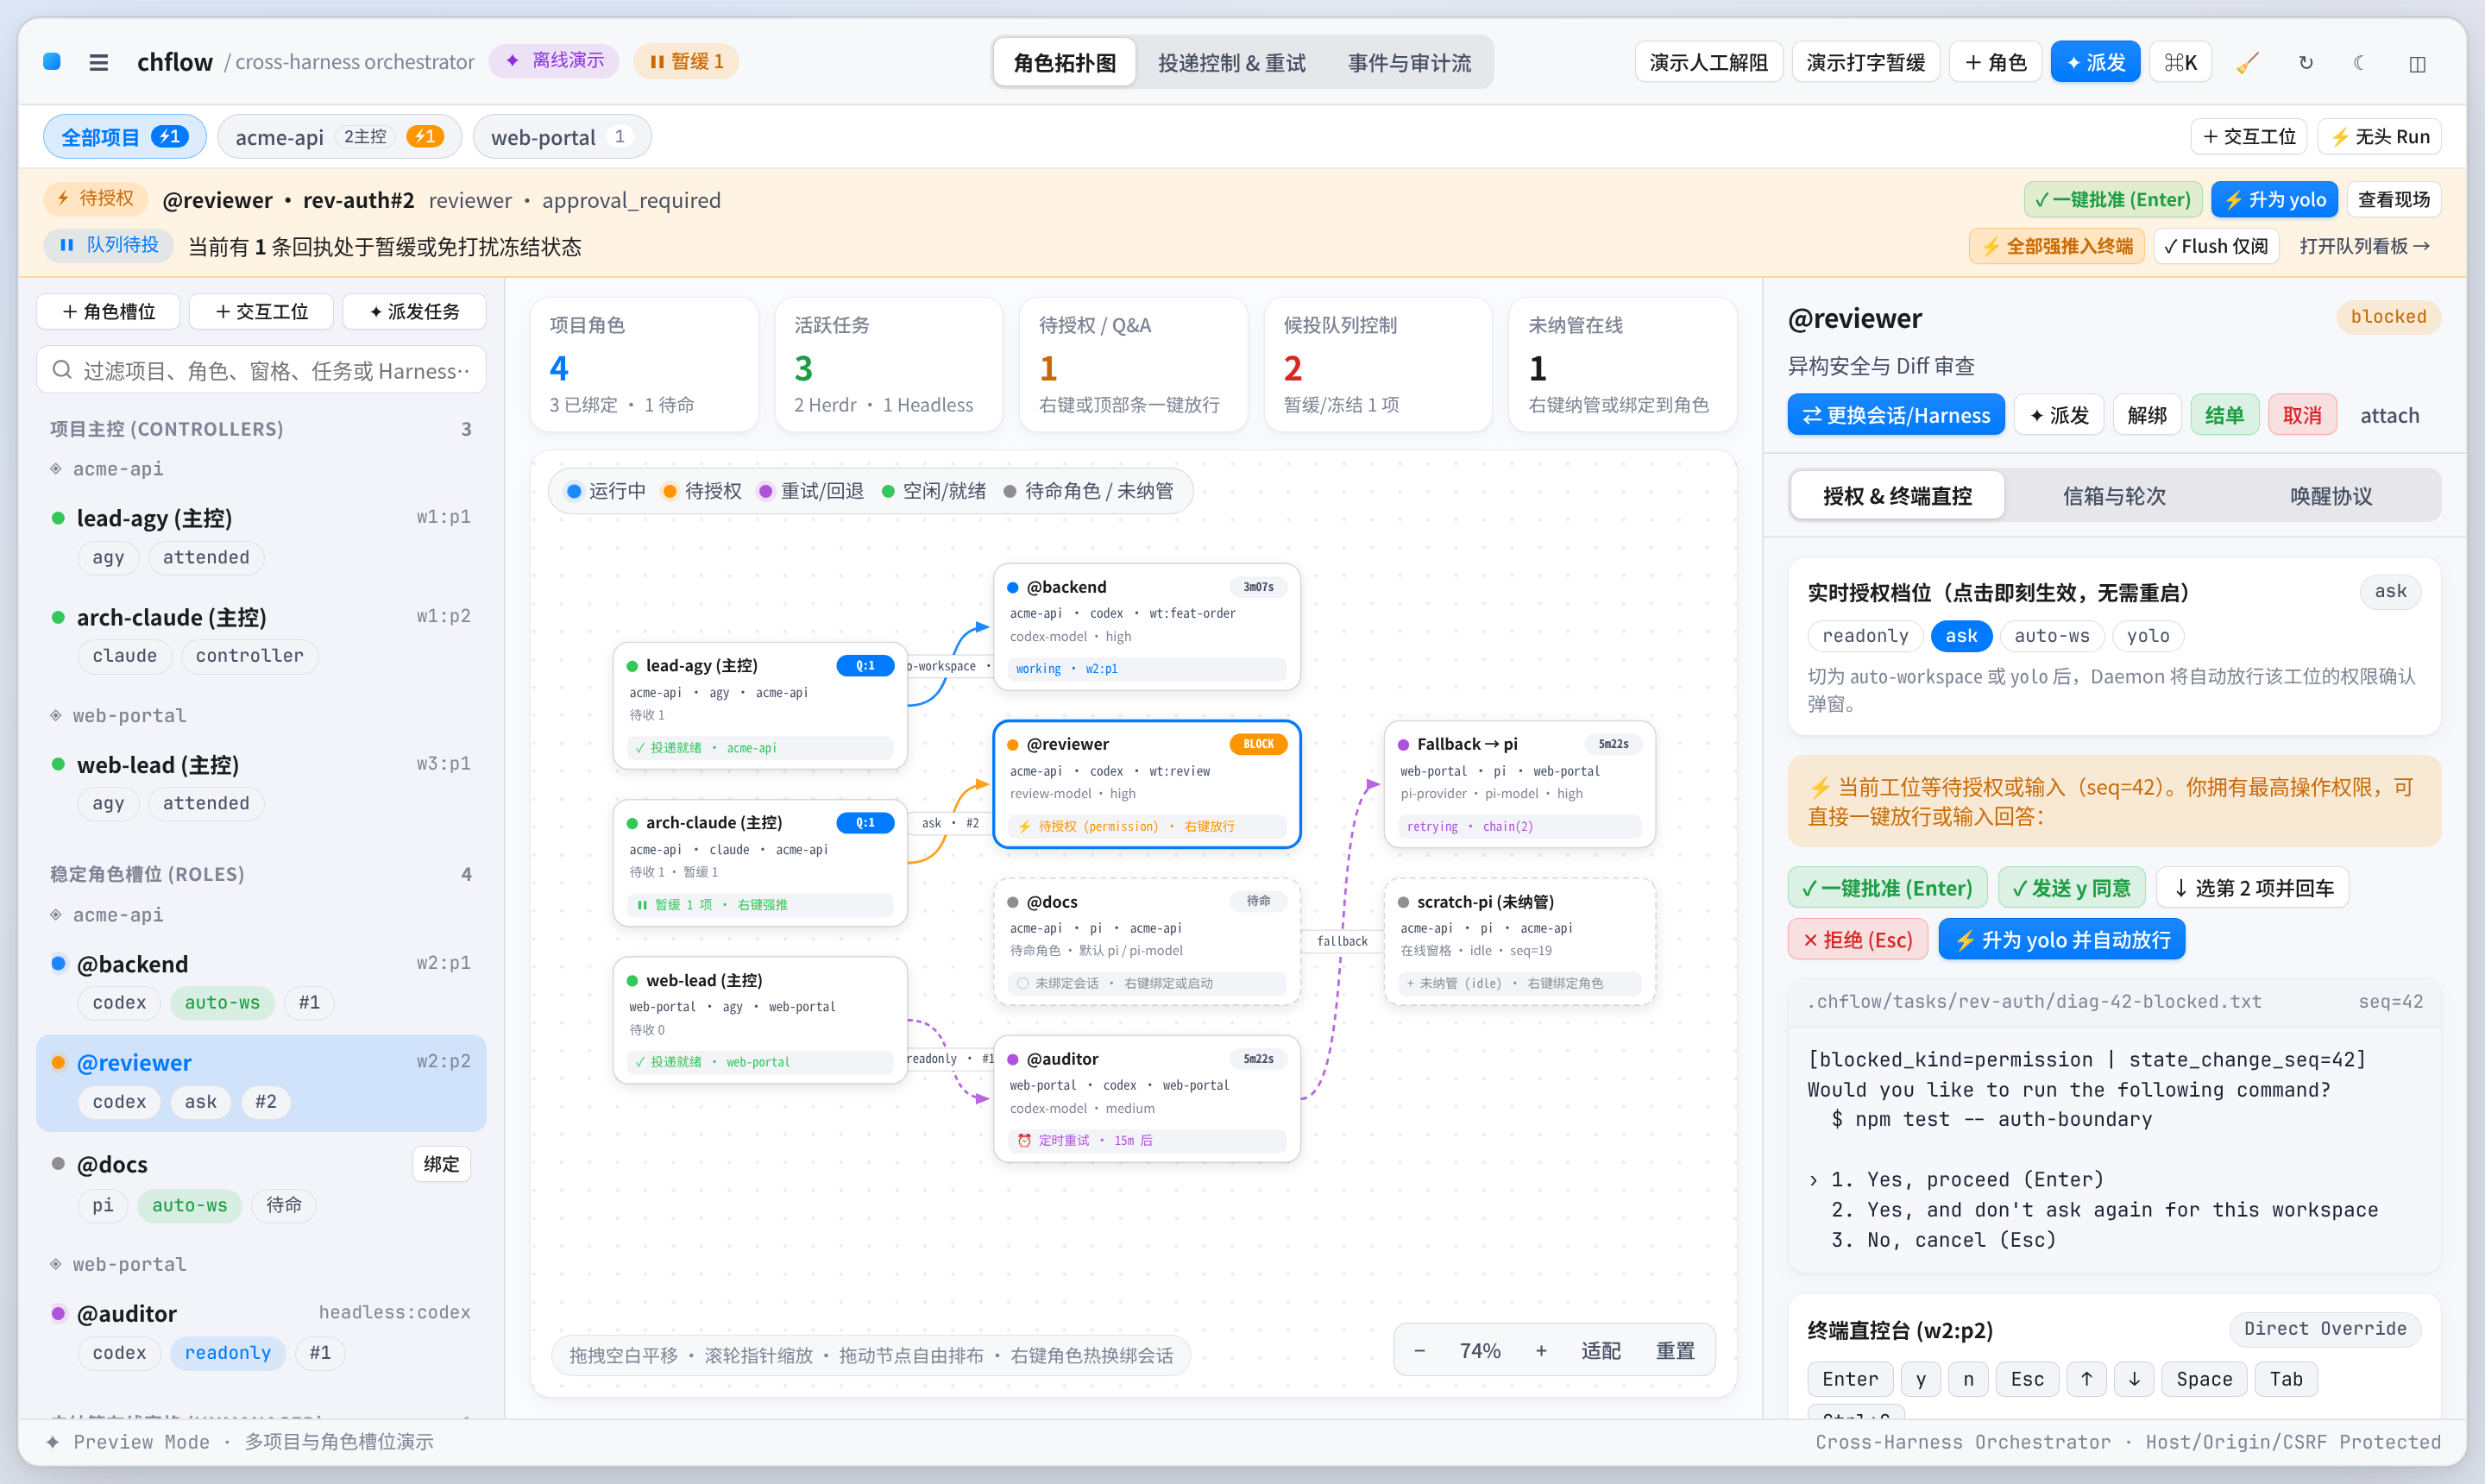 chflow / cross-harness orchestrator ✦ 离线演示 暂缓 1
角色拓扑图 投递控制 & 重试 事件与审计流
演示人工解阻 演示打字暂缓 ＋ 角色 ✦ 派发 ⌘K
全部项目 ⚡1 acme-api 2主控 ⚡1 web-portal 1
＋ 交互工位 ⚡ 无头 Run
⚡ 待授权 @reviewer • rev-auth#2 reviewer • approval_required
✓ 一键批准 (Enter) ⚡ 升为 yolo 查看现场
队列待投 当前有 1 条回执处于暂缓或免打扰冻结状态
⚡ 全部强推入终端 ✓ Flush 仅阅 打开队列看板 →
＋ 角色槽位 ＋ 交互工位 ✦ 派发任务
过滤项目、角色、窗格、任务或 Harness…
项目主控 (CONTROLLERS) 3
◈ acme-api
lead-agy (主控) w1:p1
agy attended
arch-claude (主控) w1:p2
claude controller
◈ web-portal
web-lead (主控) w3:p1
agy attended
稳定角色槽位 (ROLES) 4
◈ acme-api
@backend w2:p1
codex auto-ws #1
@reviewer w2:p2
codex ask #2
@docs 绑定
pi auto-ws 待命
◈ web-portal
@auditor headless:codex
codex readonly #1
项目角色
4
3 已绑定 • 1 待命
活跃任务
3
2 Herdr • 1 Headless
待授权 / Q&A
1
右键或顶部条一键放行
候投队列控制
2
暂缓/冻结 1 项
未纳管在线
1
右键纳管或绑定到角色
运行中 待授权 重试/回退 空闲/就绪 待命角色 / 未纳管
lead-agy (主控) Q:1
acme-api • agy • acme-api
待收 1
✓ 投递就绪 • acme-api
arch-claude (主控) Q:1
acme-api • claude • acme-api
待收 1 • 暂缓 1
暂缓 1 项 • 右键强推
web-lead (主控)
web-portal • agy • web-portal
待收 0
✓ 投递就绪 • web-portal
o-workspace •
ask • #2
readonly • #1
@backend 3m07s
acme-api • codex • wt:feat-order
codex-model • high
working • w2:p1
@reviewer BLOCK
acme-api • codex • wt:review
review-model • high
⚡ 待授权 (permission) • 右键放行
@docs 待命
acme-api • pi • acme-api
待命角色 • 默认 pi / pi-model
○ 未绑定会话 • 右键绑定或启动
@auditor 5m22s
web-portal • codex • web-portal
codex-model • medium
⏰ 定时重试 • 15m 后
fallback
Fallback → pi 5m22s
web-portal • pi • web-portal
pi-provider • pi-model • high
retrying • chain(2)
scratch-pi (未纳管)
acme-api • pi • acme-api
在线窗格 • idle • seq=19
+ 未纳管 (idle) • 右键绑定角色
拖拽空白平移 • 滚轮指针缩放 • 拖动节点自由排布 • 右键角色热换绑会话
− 74% + 适配 重置
@reviewer blocked
异构安全与 Diff 审查
⇄ 更换会话/Harness ✦ 派发 解绑 结单 取消 attach
授权 & 终端直控 信箱与轮次 唤醒协议
实时授权档位（点击即刻生效，无需重启） ask
readonly ask auto-ws yolo
切为 auto-workspace 或 yolo 后，Daemon 将自动放行该工位的权限确认
弹窗。
⚡ 当前工位等待授权或输入（seq=42）。你拥有最高操作权限，可
直接一键放行或输入回答：
✓ 一键批准 (Enter) ✓ 发送 y 同意 ↓ 选第 2 项并回车
✕ 拒绝 (Esc) ⚡ 升为 yolo 并自动放行
.chflow/tasks/rev-auth/diag-42-blocked.txt seq=42
[blocked_kind=permission | state_change_seq=42]
Would you like to run the following command?
$ npm test -- auth-boundary
› 1. Yes, proceed (Enter)
2. Yes, and don't ask again for this workspace
3. No, cancel (Esc)
终端直控台 (w2:p2) Direct Override
Enter y n Esc ↑ ↓ Space Tab
✦ Preview Mode · 多项目与角色槽位演示
Cross-Harness Orchestrator · Host/Origin/CSRF Protected